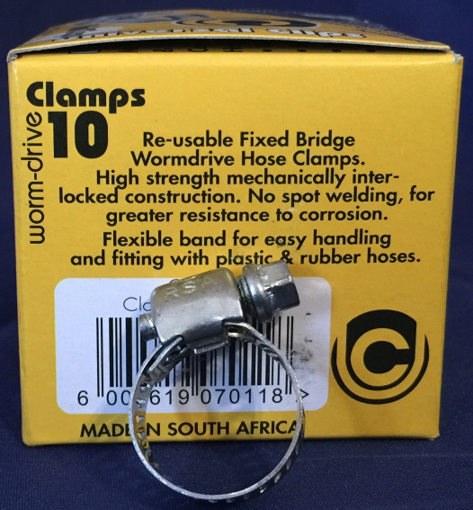 Clamps
10
worm-drive
Re-usable Fixed Bridge
Wormdrive Hose Clamps.
High strength mechanically inter-
locked construction. No spot welding, for
greater resistance to corrosion.
Flexible band for easy handling
and fitting with plastic & rubber hoses.
070118 >
IN SOUTH AFRICA